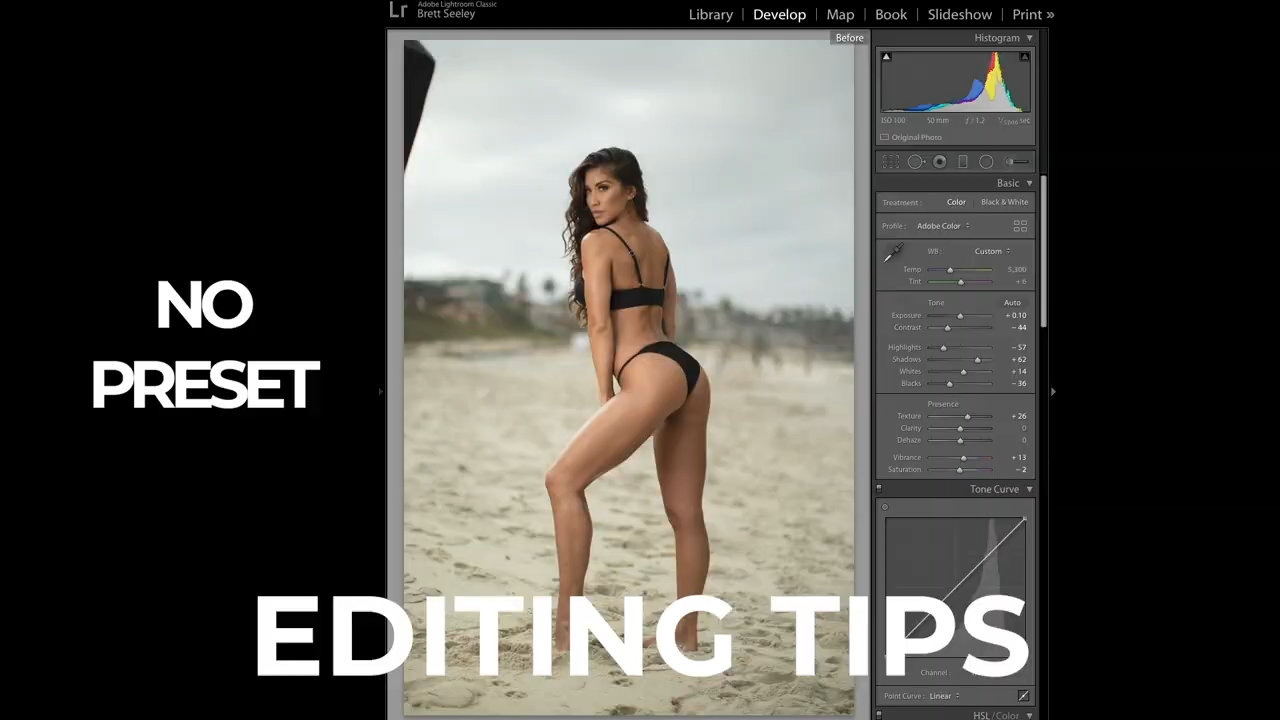 Lr
Adobe Lightroom Classic
Brett Seeley
Library | Develop | Map | Book | Slideshow | Print »
Before
Histogram
ISO 100 50 mm ƒ / 1.2
Original Photo
Basic
Treatment : Color Black & White
Profile : Adobe Color
WB : Custom
Temp 5,300
Tint + 6
Tone Auto
Exposure + 0.10
Contrast − 44
Highlights − 57
Shadows + 62
Whites + 14
Blacks − 36
Presence
Texture + 26
Clarity 0
Dehaze 0
Vibrance + 13
Saturation − 2
Tone Curve
NO
PRESET
EDITING TIPS
Channel :
Point Curve : Linear
HSL / Color